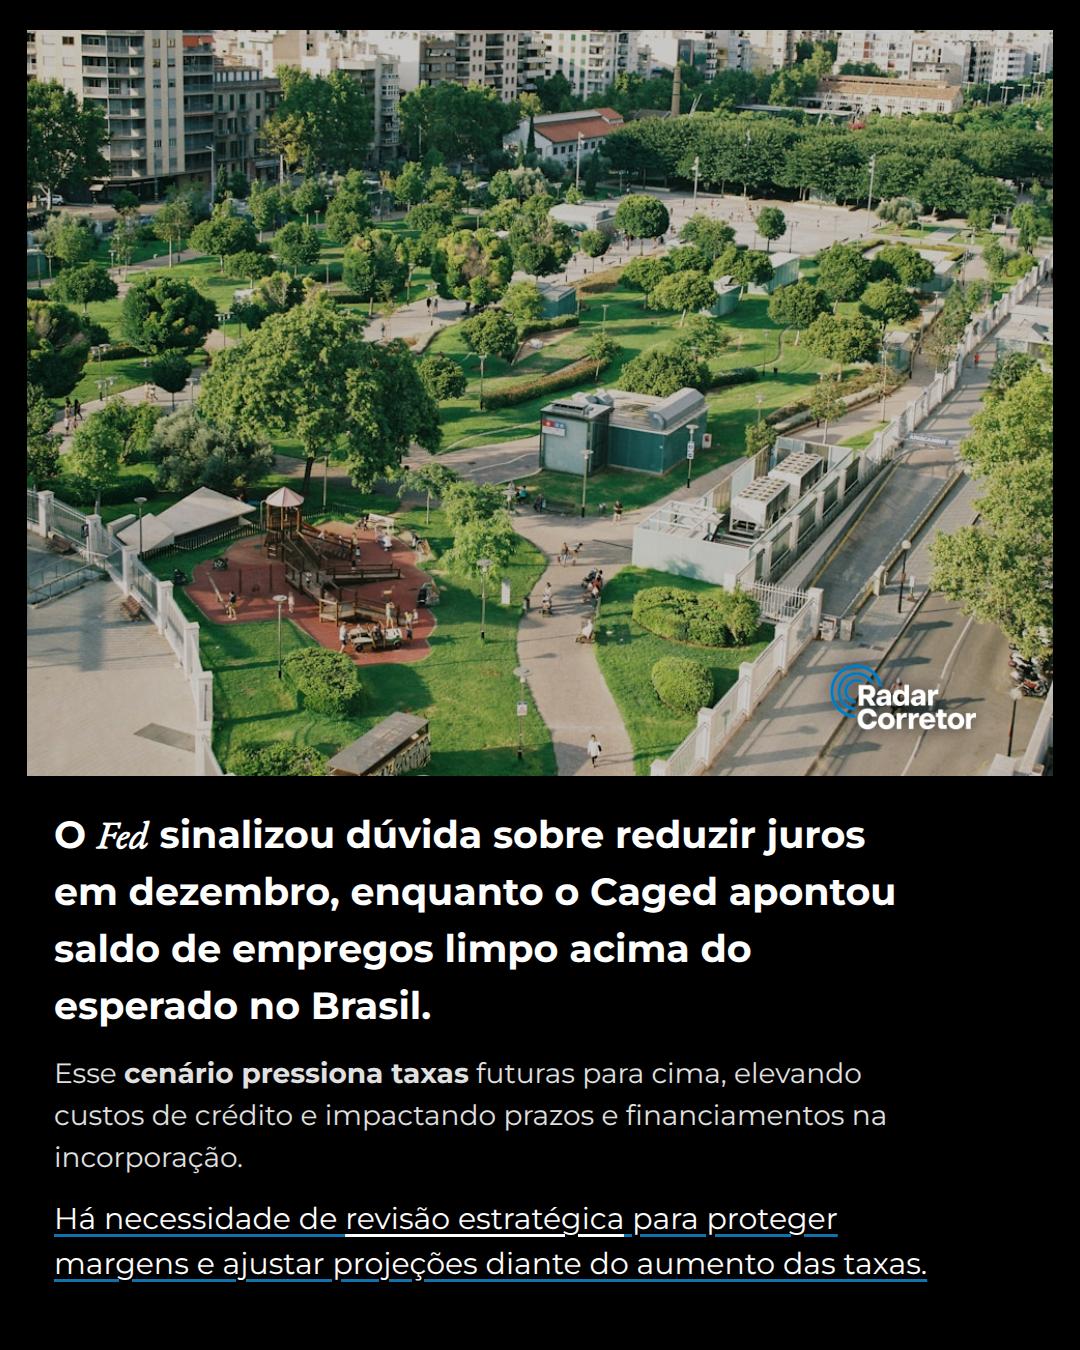 Radar
Corretor
O Fed sinalizou dúvida sobre reduzir juros
em dezembro, enquanto o Caged apontou
saldo de empregos limpo acima do
esperado no Brasil.
Esse cenário pressiona taxas futuras para cima, elevando
custos de crédito e impactando prazos e financiamentos na
incorporação.
Há necessidade de revisão estratégica para proteger
margens e ajustar projeções diante do aumento das taxas.